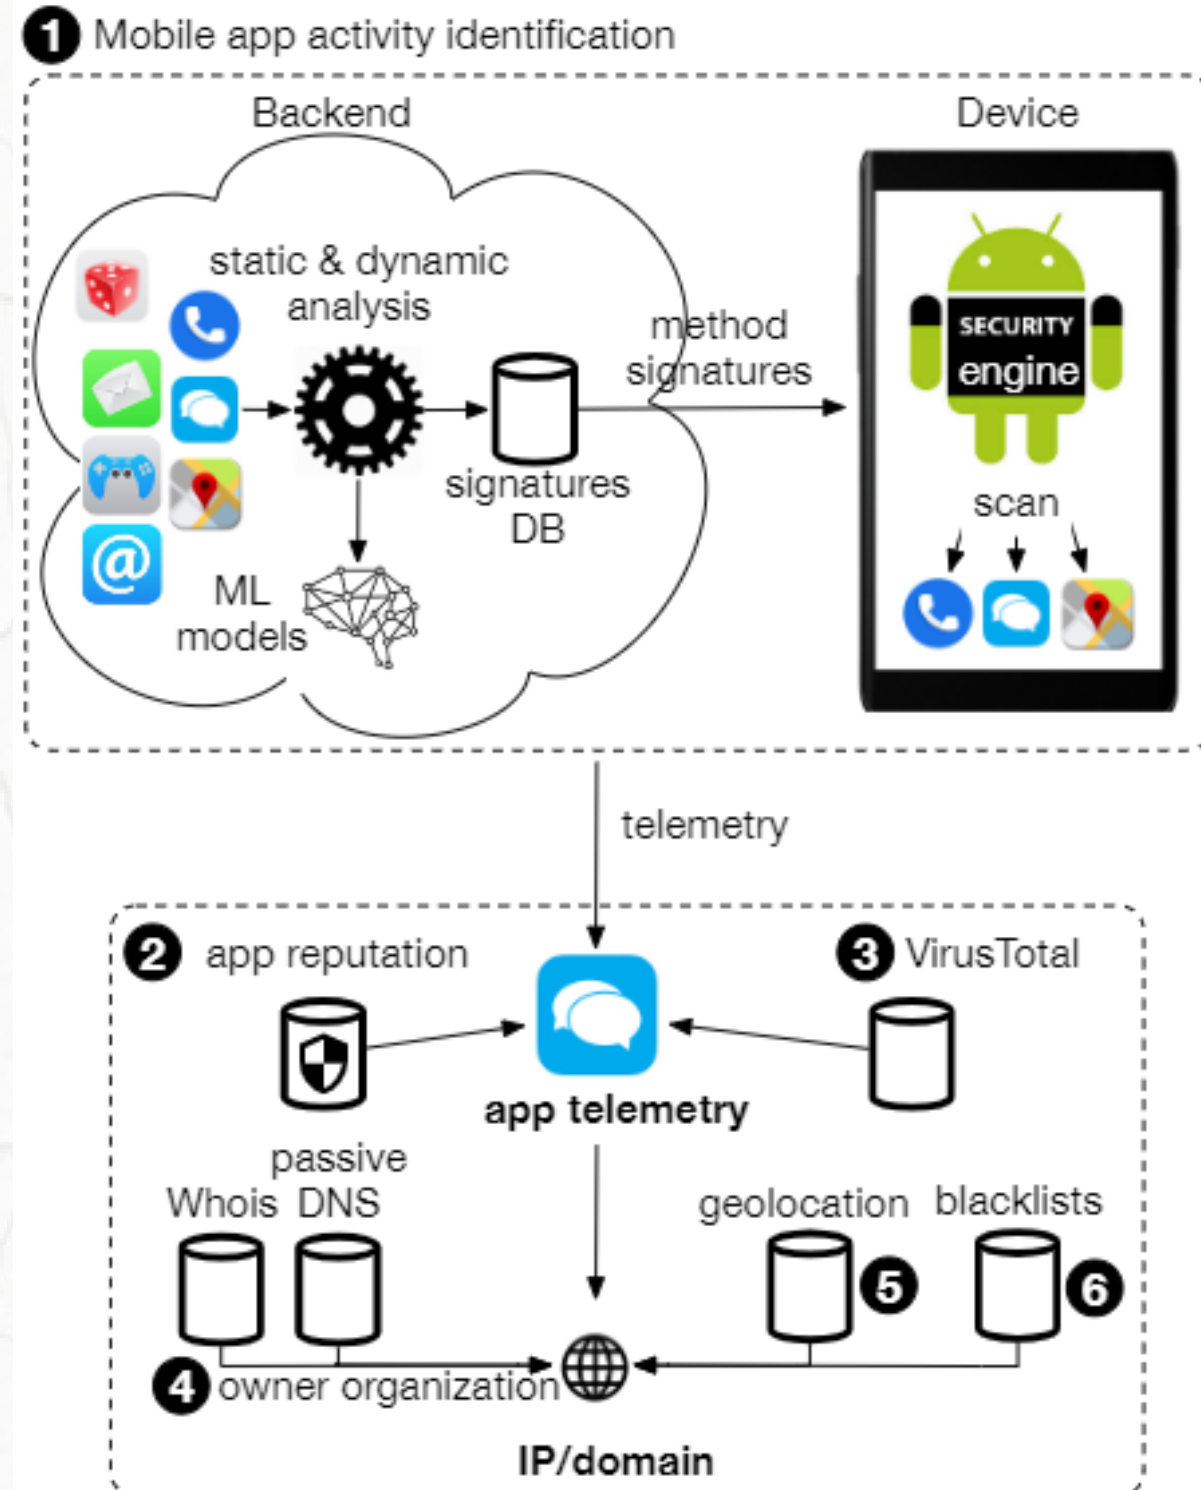 1 Mobile app activity identification
Backend
Device
static & dynamic
analysis
method
signatures
SECURITY
engine
signatures
DB
scan
@
ML
models
telemetry
2 app reputation
3 VirusTotal
app telemetry
passive
Whois DNS
geolocation
blacklists
5
6
4 owner organization
IP/domain